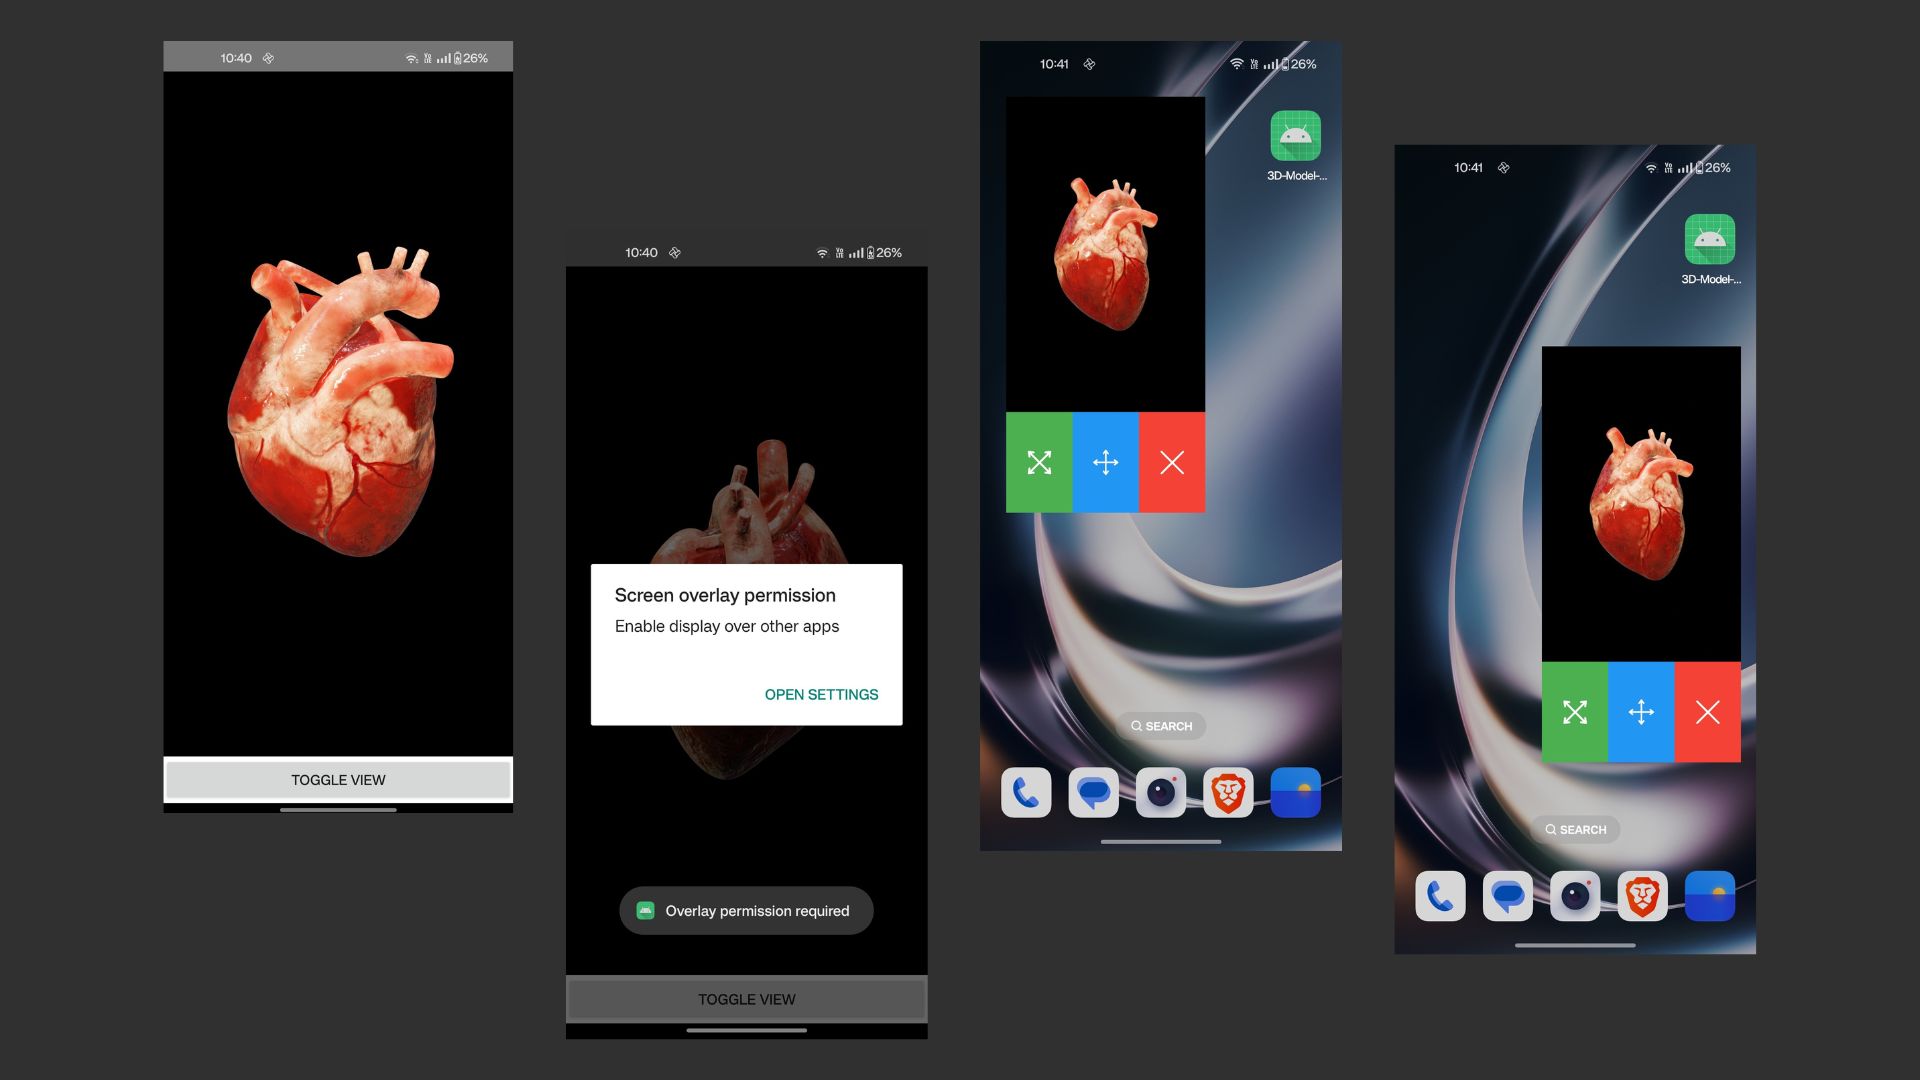 10:40
26%
TOGGLE VIEW
10:40
26%
Screen overlay permission
Enable display over other apps
OPEN SETTINGS
Overlay permission required
TOGGLE VIEW
10:41
26%
3D-Model-...
SEARCH
10:41
26%
3D-Model-...
SEARCH